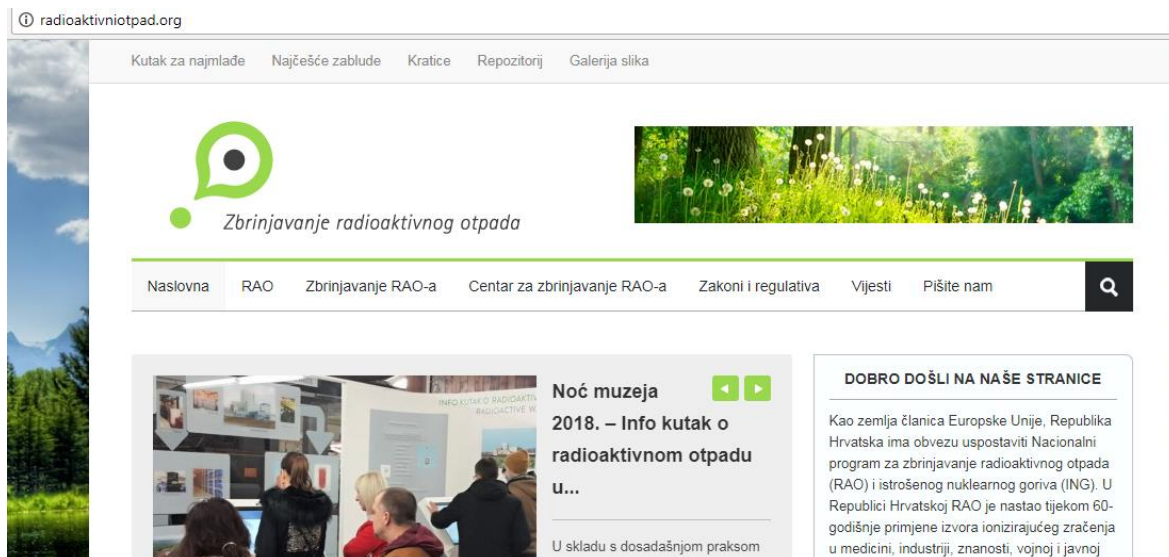 radioaktivniotpad.org
Kutak za najmlađe Najčešće zablude Kratice Repozitorij Galerija slika
Zbrinjavanje radioaktivnog otpada
Naslovna RAO Zbrinjavanje RAO-a Centar za zbrinjavanje RAO-a Zakoni i regulativa Vijesti Pišite nam
INFO KUTAK O RADIOAKTIV
RADIOACTIVE W
Noć muzeja
2018. – Info kutak o
radioaktivnom otpadu
u...
U skladu s dosadašnjom praksom
DOBRO DOŠLI NA NAŠE STRANICE
Kao zemlja članica Europske Unije, Republika
Hrvatska ima obvezu uspostaviti Nacionalni
program za zbrinjavanje radioaktivnog otpada
(RAO) i istrošenog nuklearnog goriva (ING). U
Republici Hrvatskoj RAO je nastao tijekom 60-
godišnje primjene izvora ionizirajućeg zračenja
u medicini, industriji, znanosti, vojnoj i javnoj